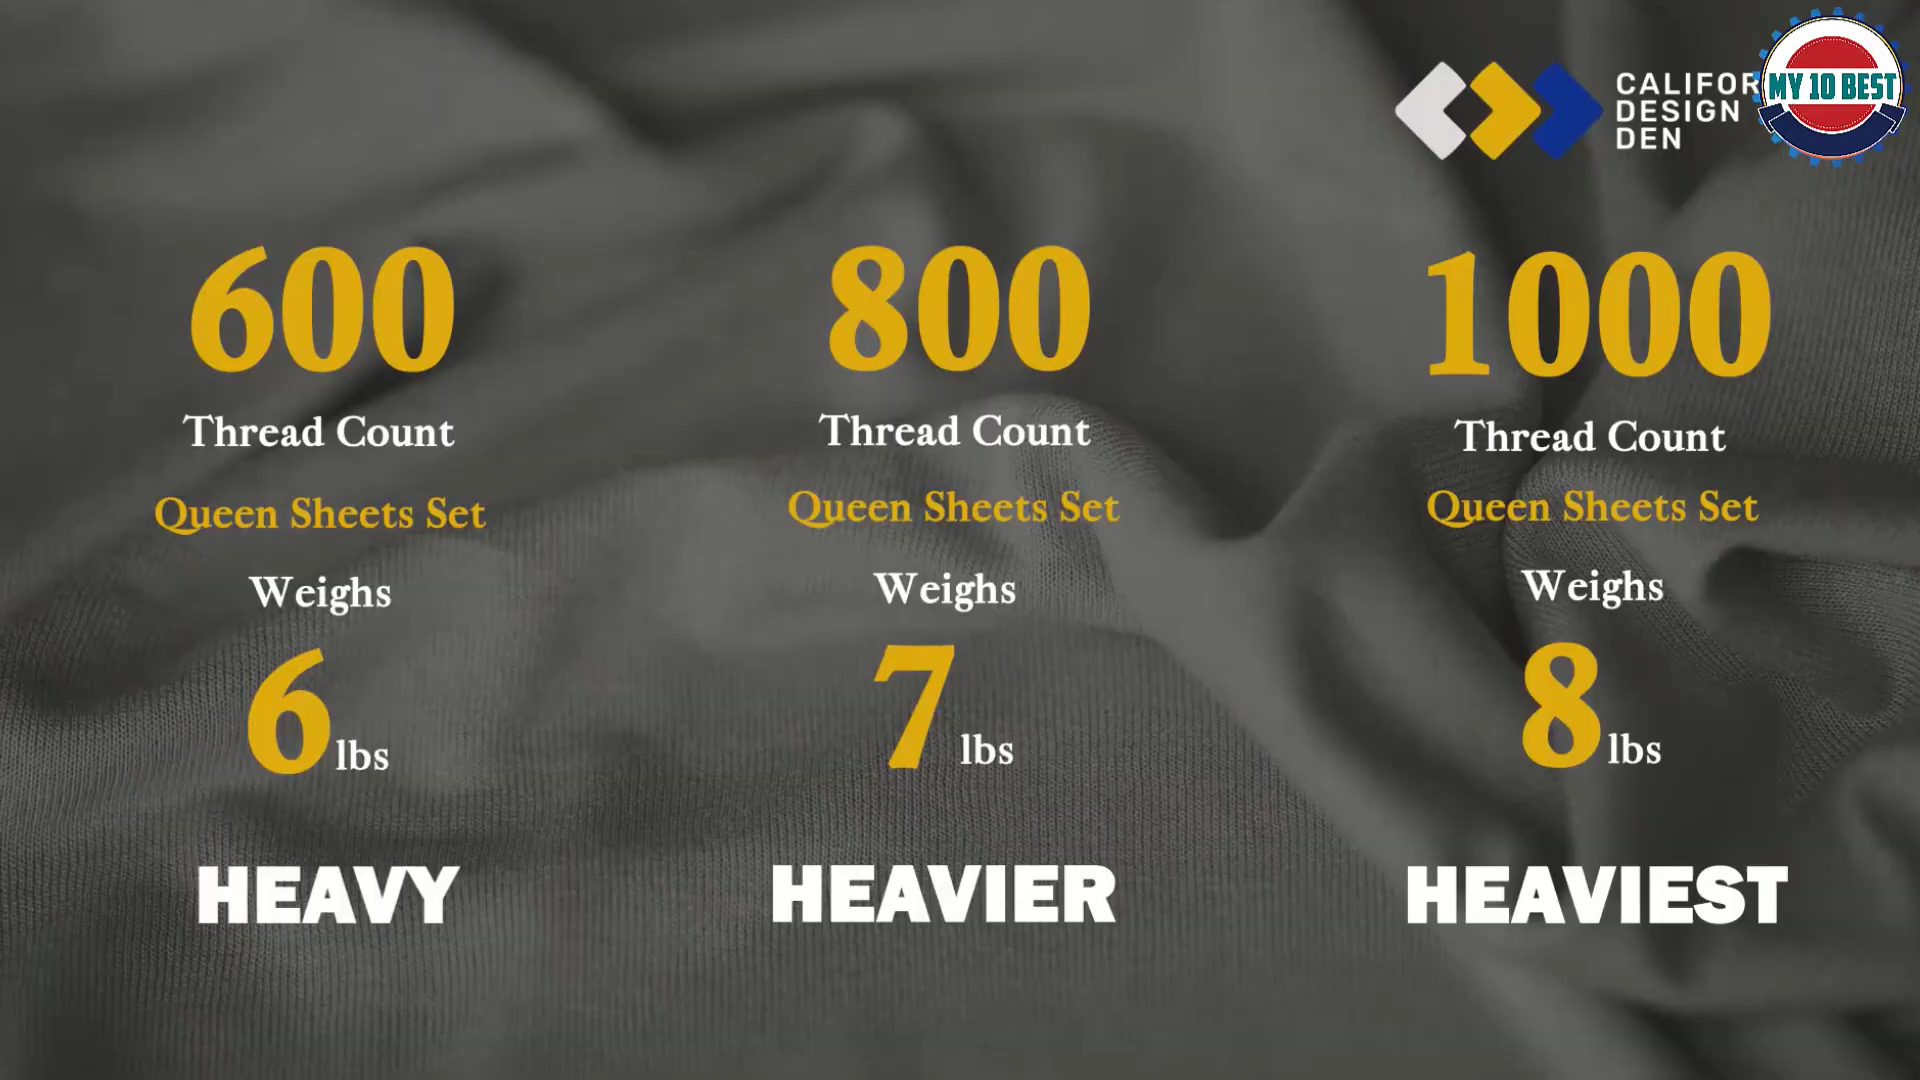 CALIFOR
DESIGN
DEN
MY 10 BEST
600
Thread Count
Queen Sheets Set
Weighs
6 lbs
HEAVY
800
Thread Count
Queen Sheets Set
Weighs
7 lbs
HEAVIER
1000
Thread Count
Queen Sheets Set
Weighs
8 lbs
HEAVIEST